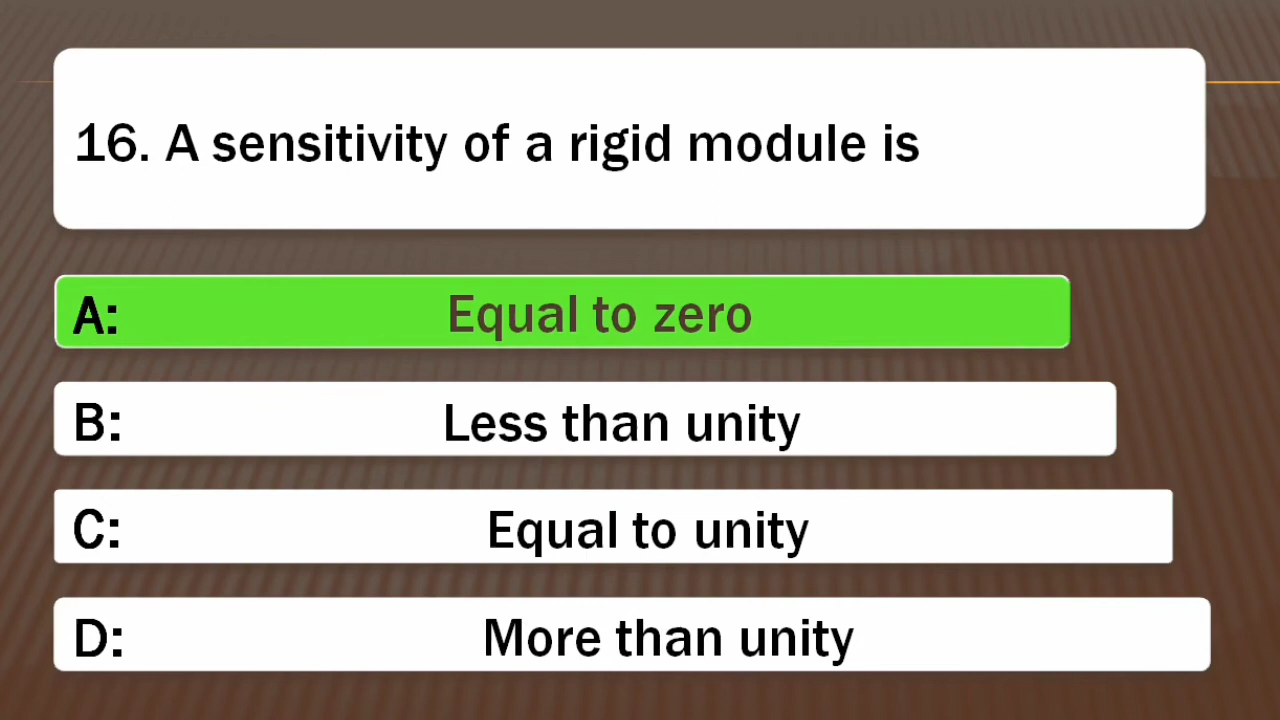 16. A sensitivity of a rigid module is
A: Equal to zero
B: Less than unity
C: Equal to unity
D: More than unity